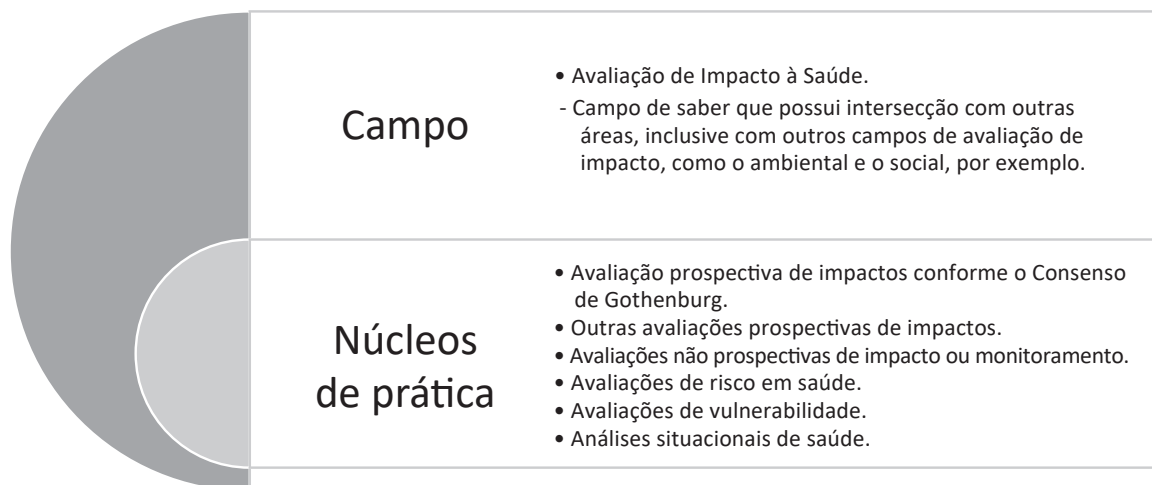 Campo
• Avaliação de Impacto à Saúde.
- Campo de saber que possui intersecção com outras
áreas, inclusive com outros campos de avaliação de
impacto, como o ambiental e o social, por exemplo.
Núcleos
de prática
• Avaliação prospectiva de impactos conforme o Consenso
de Gothenburg.
• Outras avaliações prospectivas de impactos.
• Avaliações não prospectivas de impacto ou monitoramento.
• Avaliações de risco em saúde.
• Avaliações de vulnerabilidade.
• Análises situacionais de saúde.